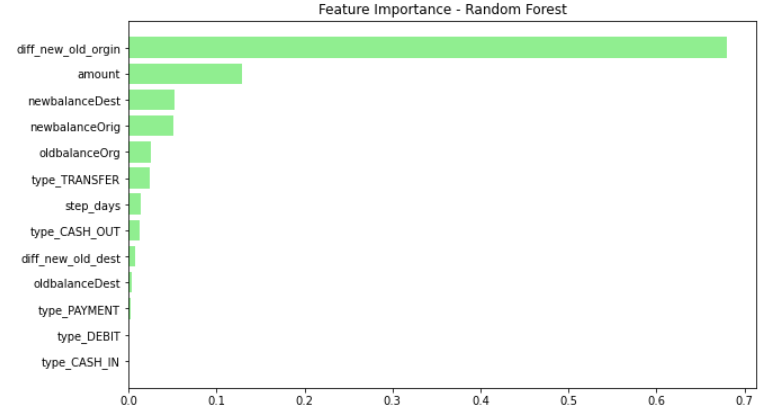 Feature Importance - Random Forest
diff_new_old_orgin
amount
newbalanceDest
newbalanceOrig
oldbalanceOrg
type_TRANSFER
step_days
type_CASH_OUT
diff_new_old_dest
oldbalanceDest
type_PAYMENT
type_DEBIT
type_CASH_IN
0.0 0.1 0.2 0.3 0.4 0.5 0.6 0.7